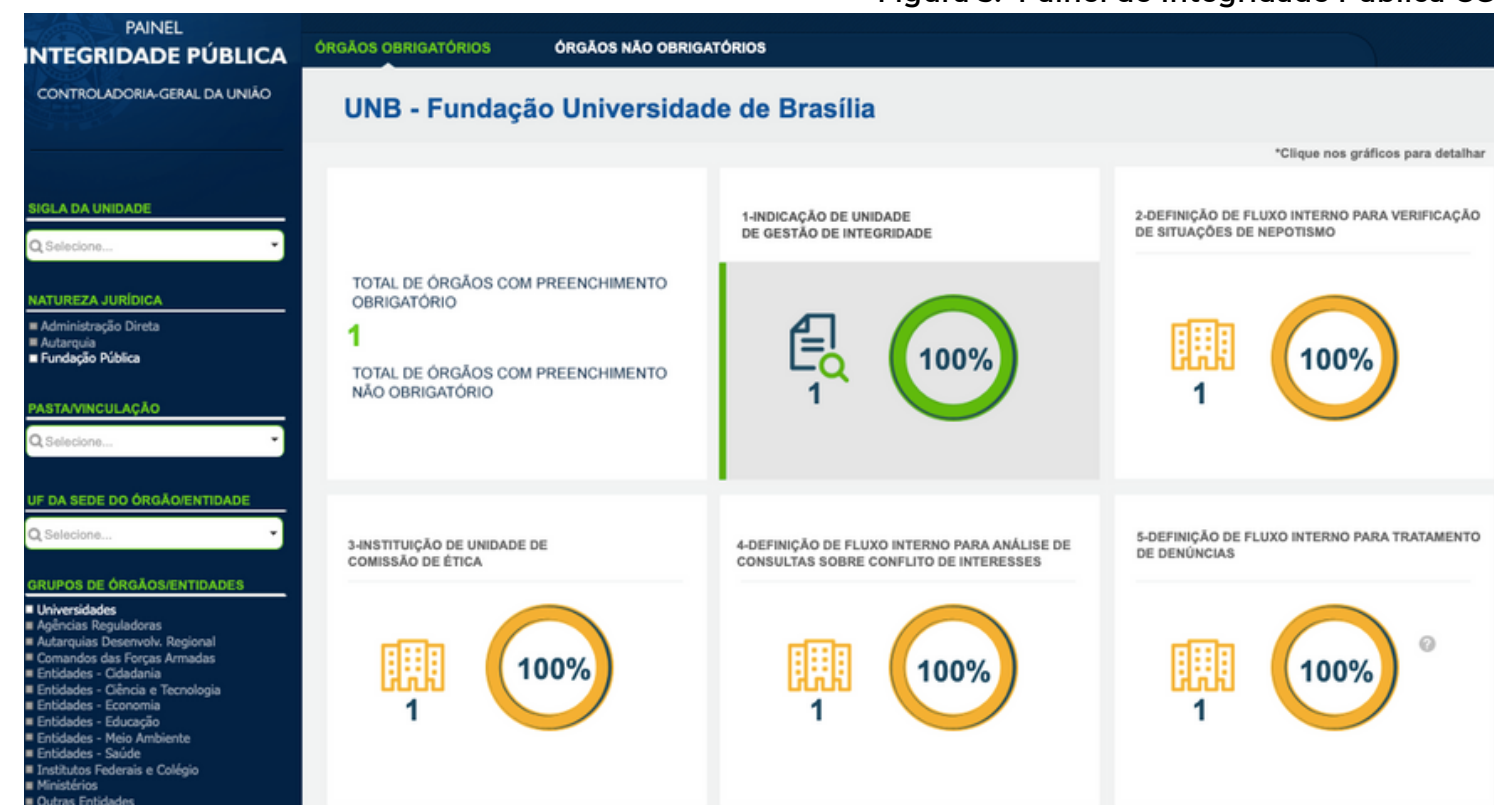 Painel de Integridade Pública
PAINEL
INTEGRIDADE PÚBLICA
CONTROLADORIA-GERAL DA UNIÃO
ÓRGÃOS OBRIGATÓRIOS
ÓRGÃOS NÃO OBRIGATÓRIOS
UNB - Fundação Universidade de Brasília
*Clique nos gráficos para detalhar
SIGLA DA UNIDADE
Selecione...
NATUREZA JURÍDICA
Administração Direta
Autarquia
Fundação Pública
PASTA/VINCULAÇÃO
Selecione...
UF DA SEDE DO ÓRGÃO/ENTIDADE
Selecione...
GRUPOS DE ÓRGÃOS/ENTIDADES
Universidades
Agências Reguladoras
Autarquias Desenvolv. Regional
Comandos das Forças Armadas
Entidades - Cidadania
Entidades - Ciência e Tecnologia
Entidades - Economia
Entidades - Educação
Entidades - Meio Ambiente
Entidades - Saúde
Institutos Federais e Colégio
Ministérios
Outras Entidades
TOTAL DE ÓRGÃOS COM PREENCHIMENTO
OBRIGATÓRIO
1
TOTAL DE ÓRGÃOS COM PREENCHIMENTO
NÃO OBRIGATÓRIO
1-INDICAÇÃO DE UNIDADE
DE GESTÃO DE INTEGRIDADE
1
100%
2-DEFINIÇÃO DE FLUXO INTERNO PARA VERIFICAÇÃO
DE SITUAÇÕES DE NEPOTISMO
1
100%
3-INSTITUIÇÃO DE UNIDADE DE
COMISSÃO DE ÉTICA
1
100%
4-DEFINIÇÃO DE FLUXO INTERNO PARA ANÁLISE DE
CONSULTAS SOBRE CONFLITO DE INTERESSES
1
100%
5-DEFINIÇÃO DE FLUXO INTERNO PARA TRATAMENTO
DE DENÚNCIAS
1
100%
?